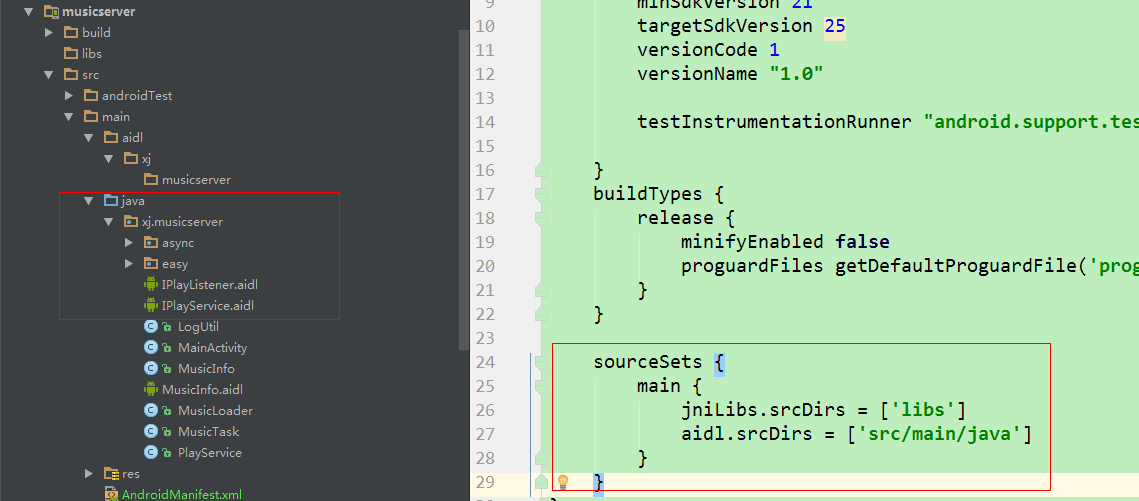 musicserver
build
libs
src
androidTest
main
aidl
xj
musicserver
java
xj.musicserver
async
easy
IPlayListener.aidl
IPlayService.aidl
LogUtil
MainActivity
MusicInfo
MusicInfo.aidl
MusicLoader
MusicTask
PlayService
res
AndroidManifest.xml
9 minSdkVersion 21
10 targetSdkVersion 25
11 versionCode 1
12 versionName "1.0"
13
14 testInstrumentationRunner "android.support.tes
15
16 }
17 buildTypes {
18 release {
19 minifyEnabled false
20 proguardFiles getDefaultProguardFile('prog
21 }
22 }
23
24 sourceSets {
25 main {
26 jniLibs.srcDirs = ['libs']
27 aidl.srcDirs = ['src/main/java']
28 }
29 }